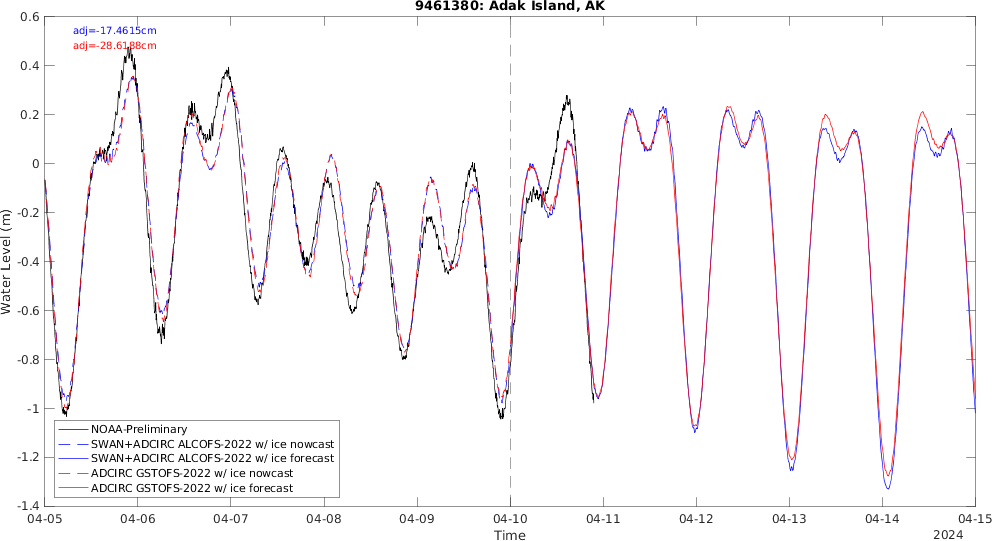 9461380: Adak Island, AK
adj=-17.4615cm
adj=-28.6188cm
0.6
0.4
0.2
0
-0.2
-0.4
-0.6
-0.8
-1
-1.2
-1.4
Water Level (m)
NOAA-Preliminary
SWAN+ADCIRC ALCOFS-2022 w/ ice nowcast
SWAN+ADCIRC ALCOFS-2022 w/ ice forecast
ADCIRC GSTOFS-2022 w/ ice nowcast
ADCIRC GSTOFS-2022 w/ ice forecast
04-05 04-06 04-07 04-08 04-09 04-10 04-11 04-12 04-13 04-14 04-15
Time
2024